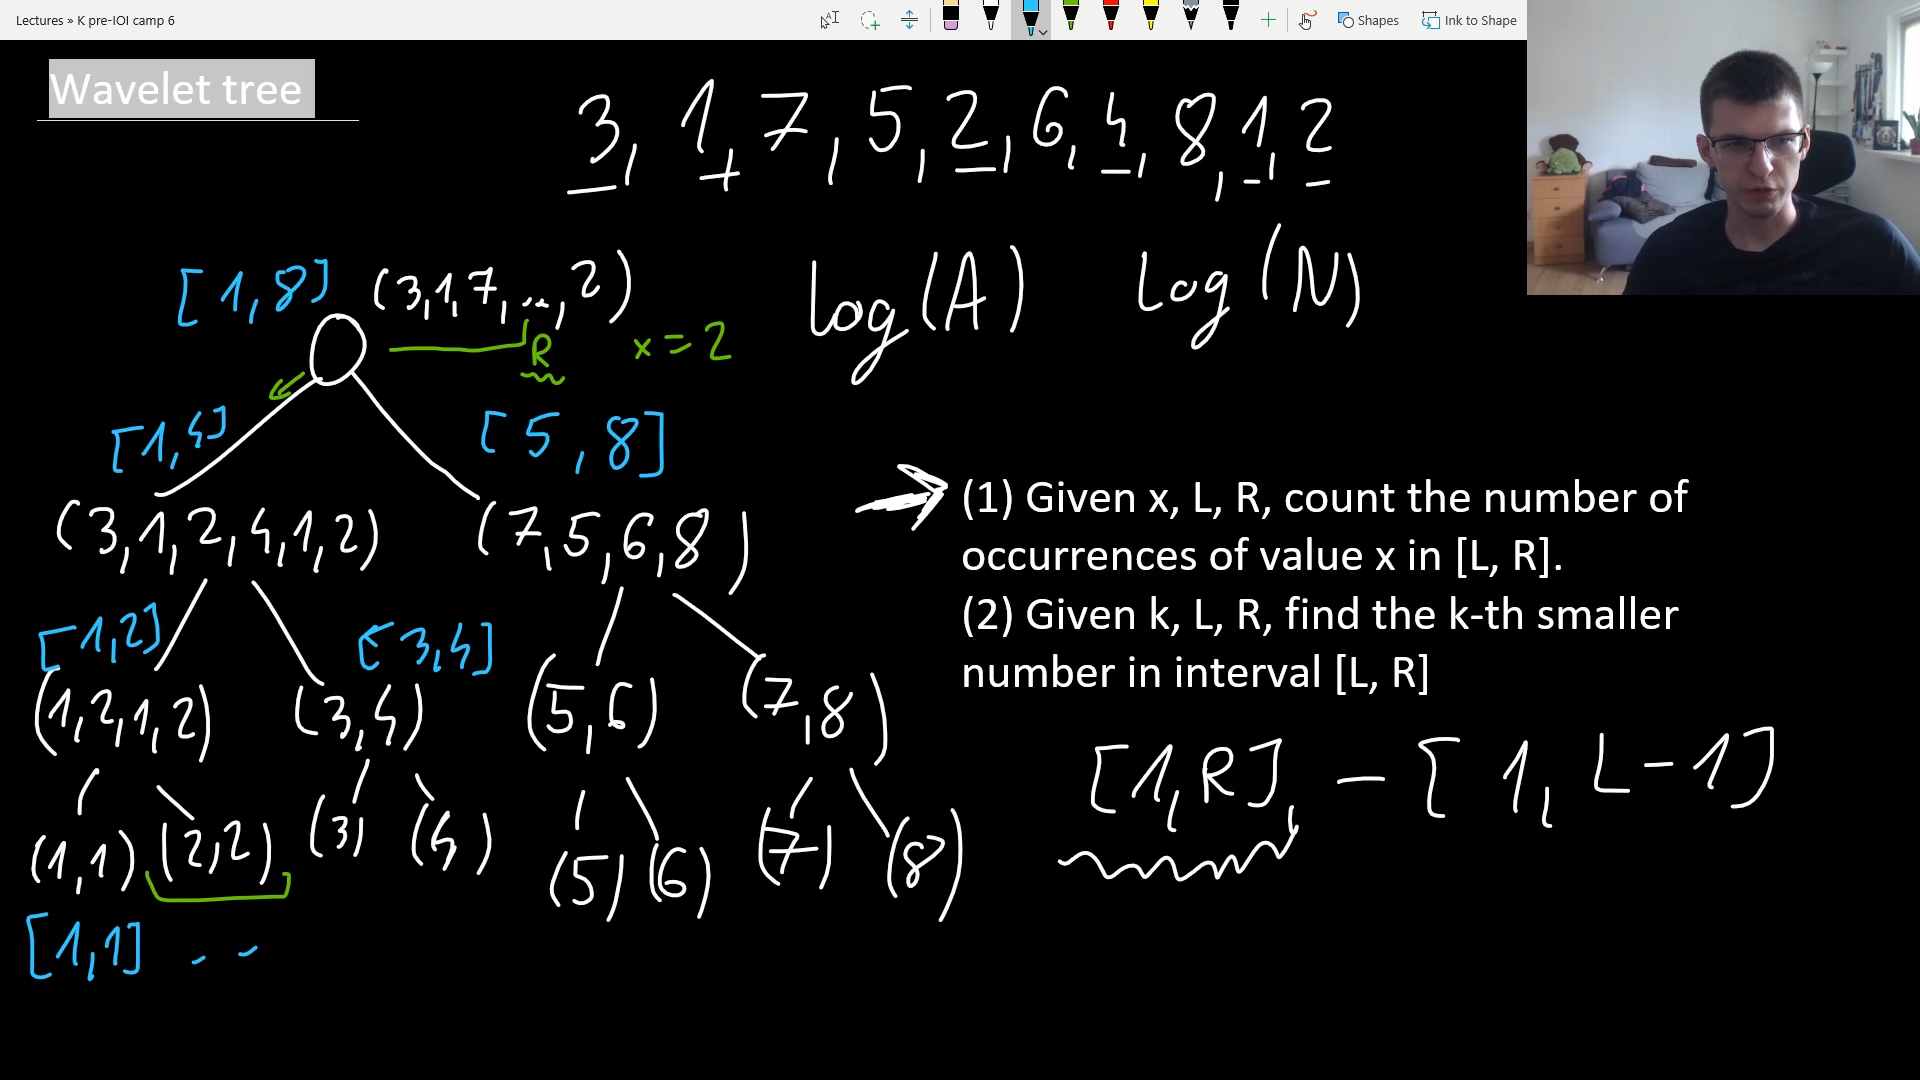 Lectures » K pre-IOI camp 6
Shapes
Ink to Shape
Wavelet tree
3, 1, 7, 5, 2, 6, 4, 8, 1, 2
[1,8] (3,1,7,...,2)
log(A) log(N)
R x = 2
[1,4] [5,8]
(3,1,2,4,1,2) (7,5,6,8)
(1) Given x, L, R, count the number of
occurrences of value x in [L, R].
(2) Given k, L, R, find the k-th smaller
number in interval [L, R]
[1,2] [3,4]
(1,2,1,2) (3,4) (5,6) (7,8)
[1,R] - [1, L-1]
(1,1) (2,2) (3) (4) (5) (6) (7) (8)
[1,1] . .